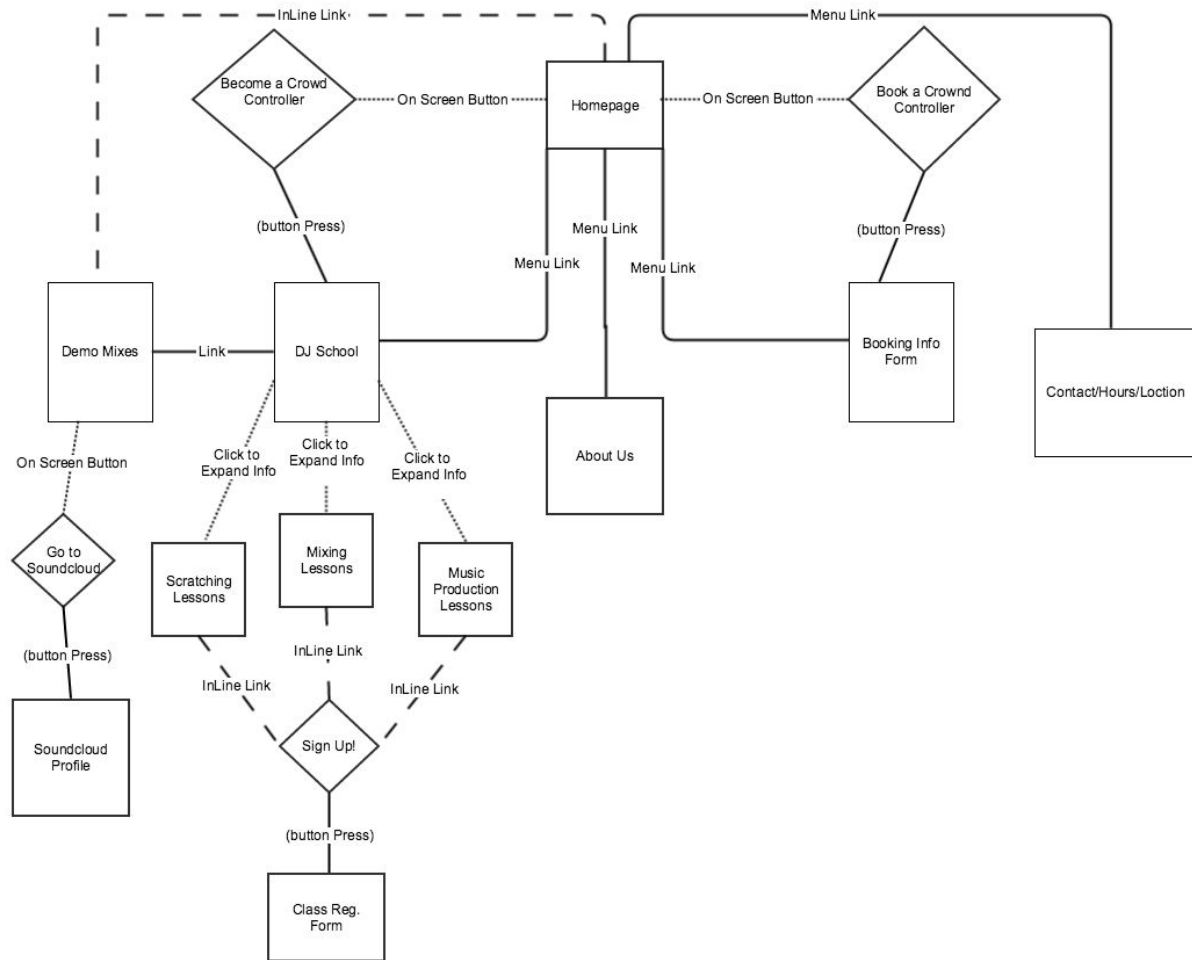 InLine Link
Menu Link
Become a Crowd
Controller
On Screen Button
Homepage
On Screen Button
Book a Crownd
Controller
(button Press)
Menu Link
Menu Link
Menu Link
(button Press)
Demo Mixes
Link
DJ School
Booking Info
Form
Contact/Hours/Loction
About Us
On Screen Button
Click to
Expand Info
Click to
Expand Info
Click to
Expand Info
Go to
Soundcloud
Scratching
Lessons
Mixing
Lessons
Music
Production
Lessons
(button Press)
InLine Link
InLine Link
InLine Link
Soundcloud
Profile
Sign Up!
(button Press)
Class Reg.
Form